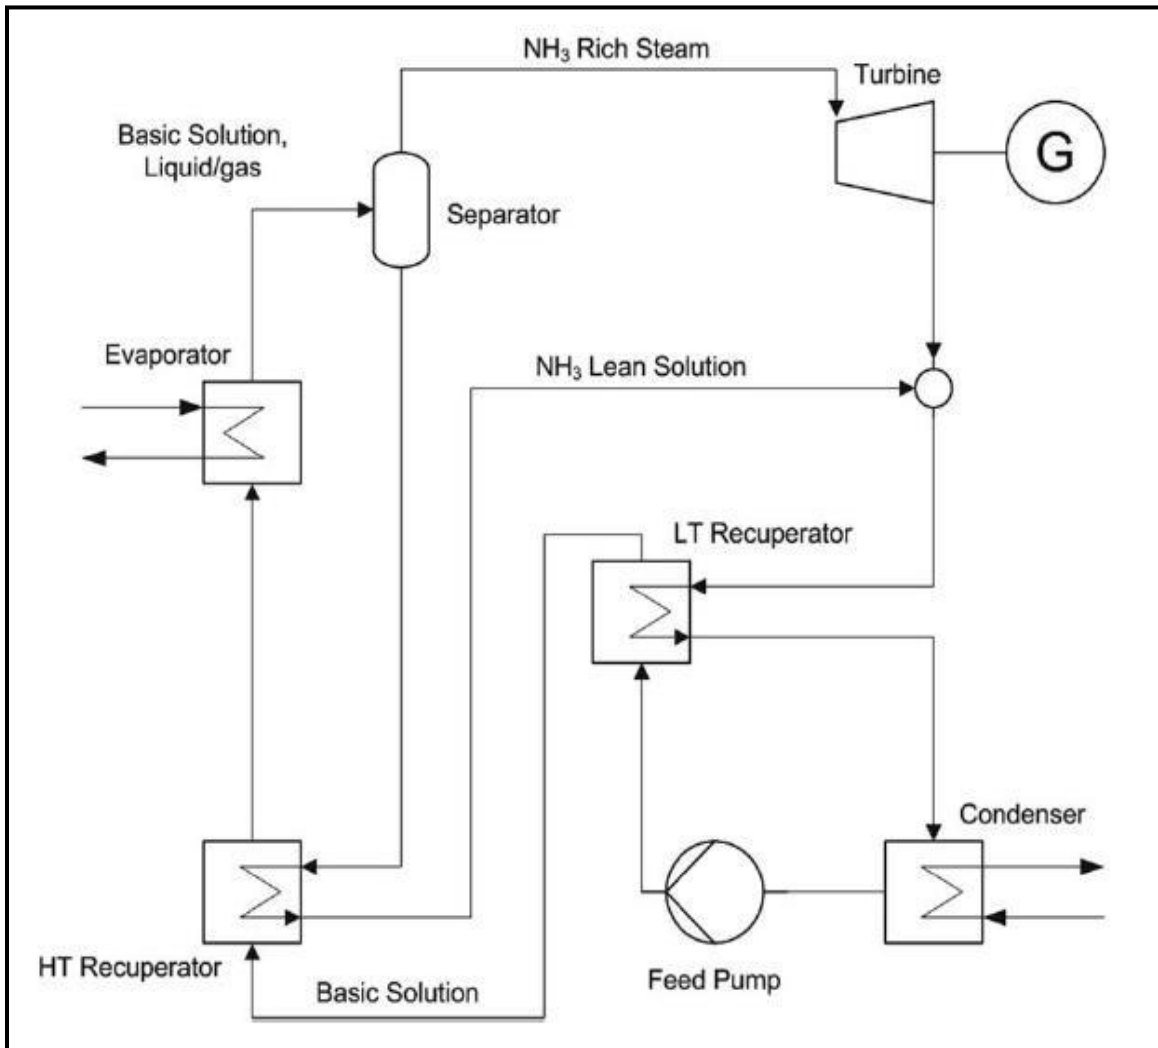 NH₃ Rich Steam
Turbine
Basic Solution,
Liquid/gas
G
Separator
Evaporator
NH₃ Lean Solution
LT Recuperator
Condenser
HT Recuperator
Feed Pump
Basic Solution